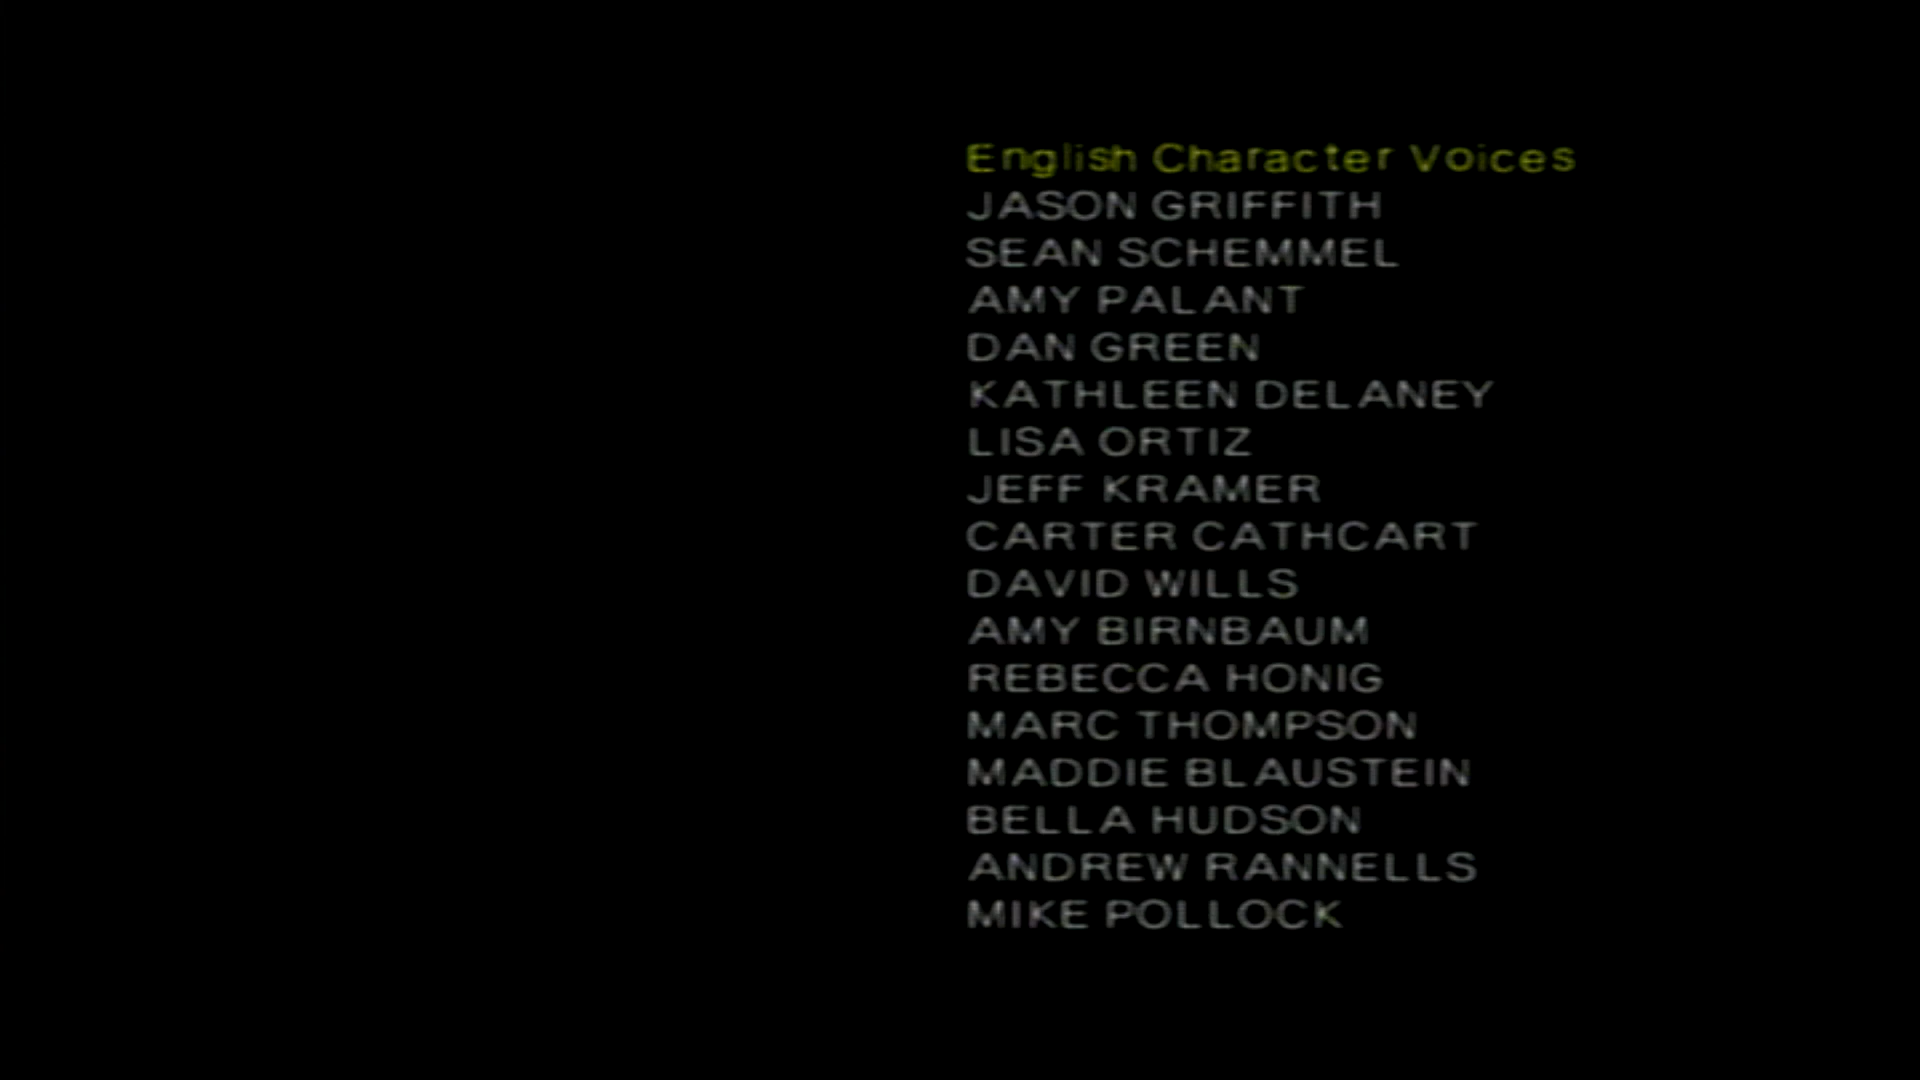 English Character Voices
JASON GRIFFITH
SEAN SCHEMMEL
AMY PALANT
DAN GREEN
KATHLEEN DELANEY
LISA ORTIZ
JEFF KRAMER
CARTER CATHCART
DAVID WILLS
AMY BIRNBAUM
REBECCA HONIG
MARC THOMPSON
MADDIE BLAUSTEIN
BELLA HUDSON
ANDREW RANNELLS
MIKE POLLOCK